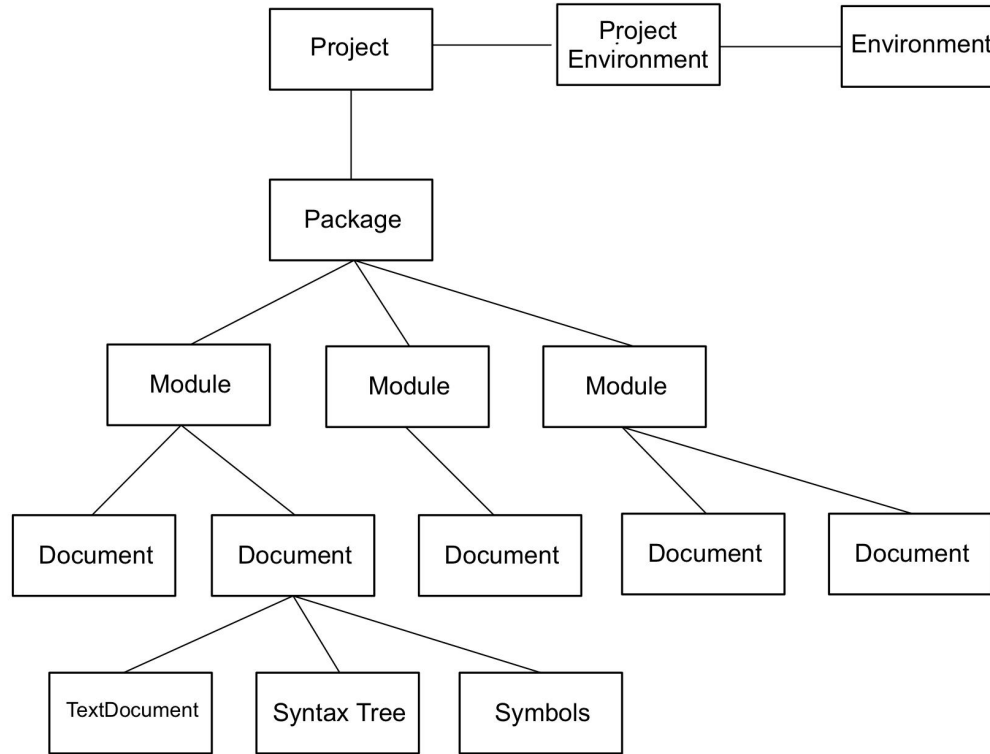 Project
Project
Environment
Environment
Package
Module
Module
Module
Document
Document
Document
Document
Document
TextDocument
Syntax Tree
Symbols